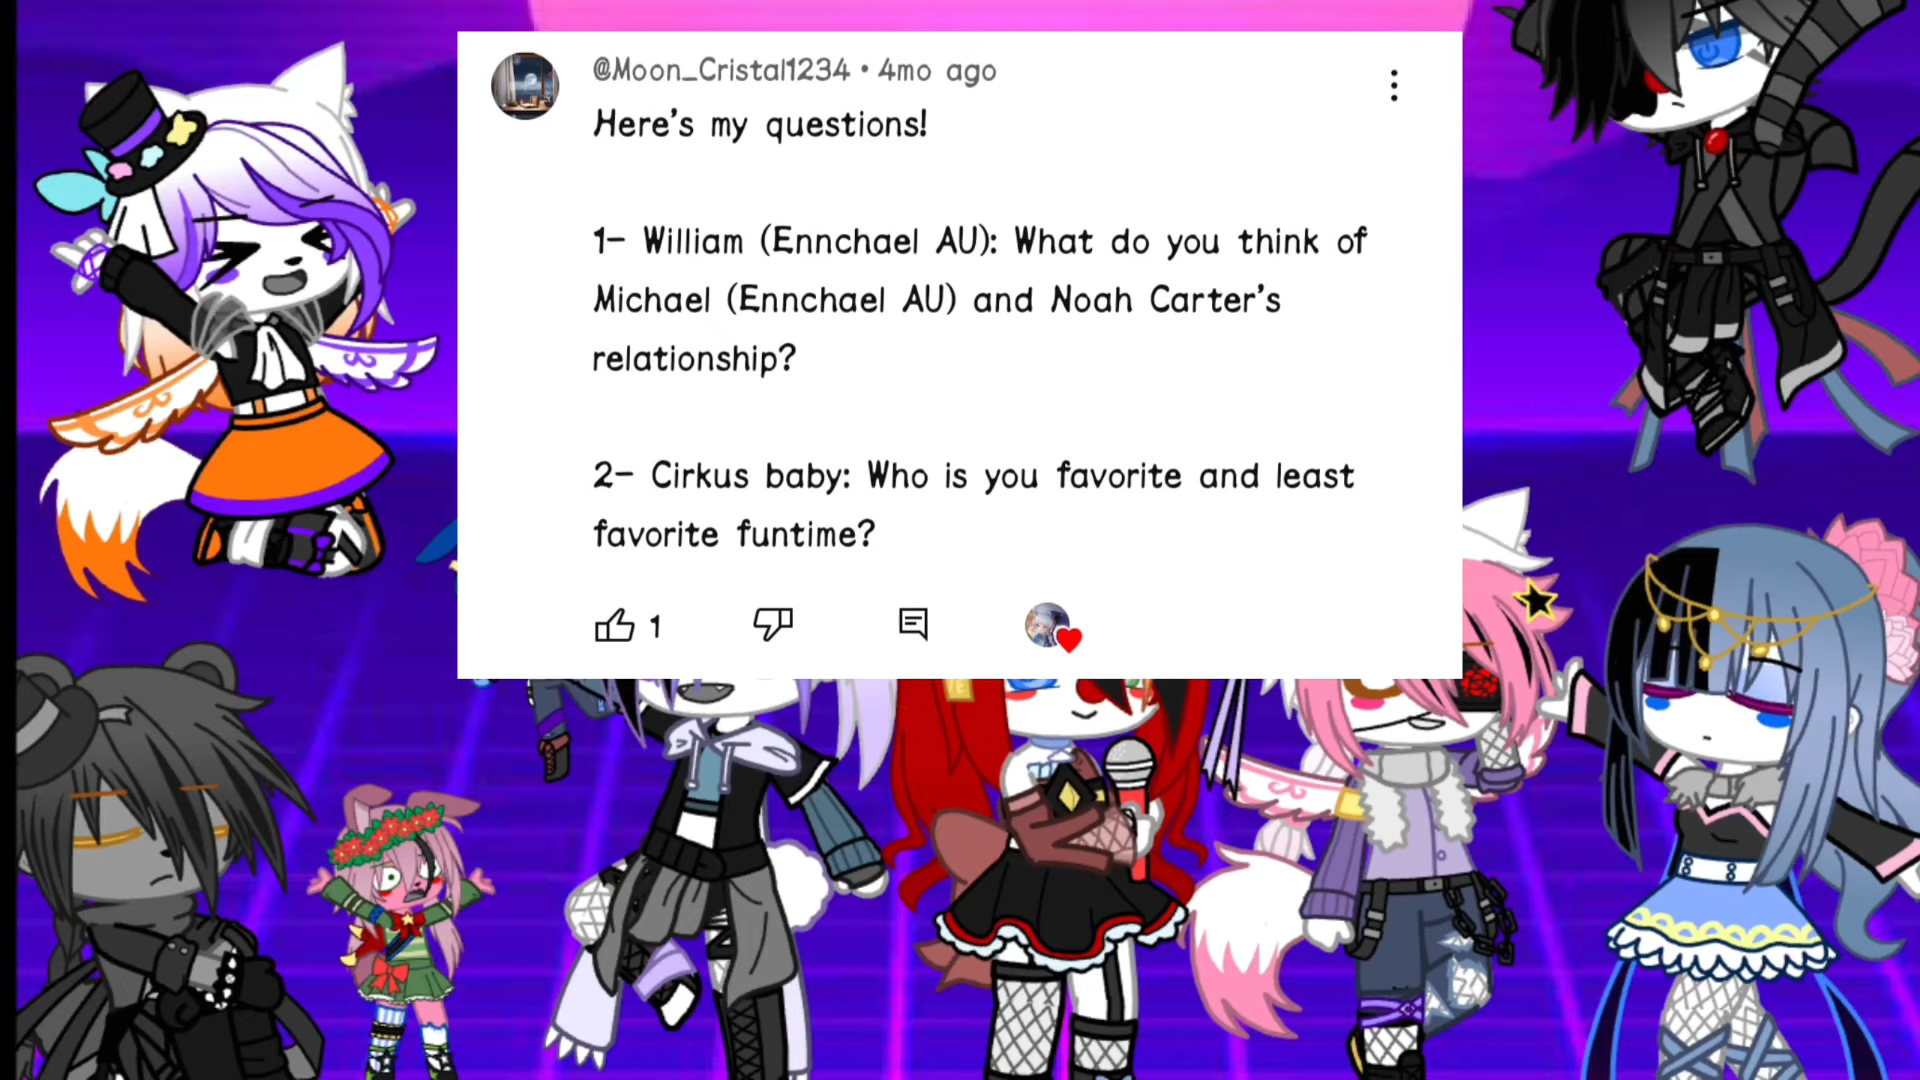 @Moon_Cristal1234 • 4mo ago
Here's my questions!
1- William (Ennchael AU): What do you think of
Michael (Ennchael AU) and Noah Carter's
relationship?
2- Cirkus baby: Who is you favorite and least
favorite funtime?
1